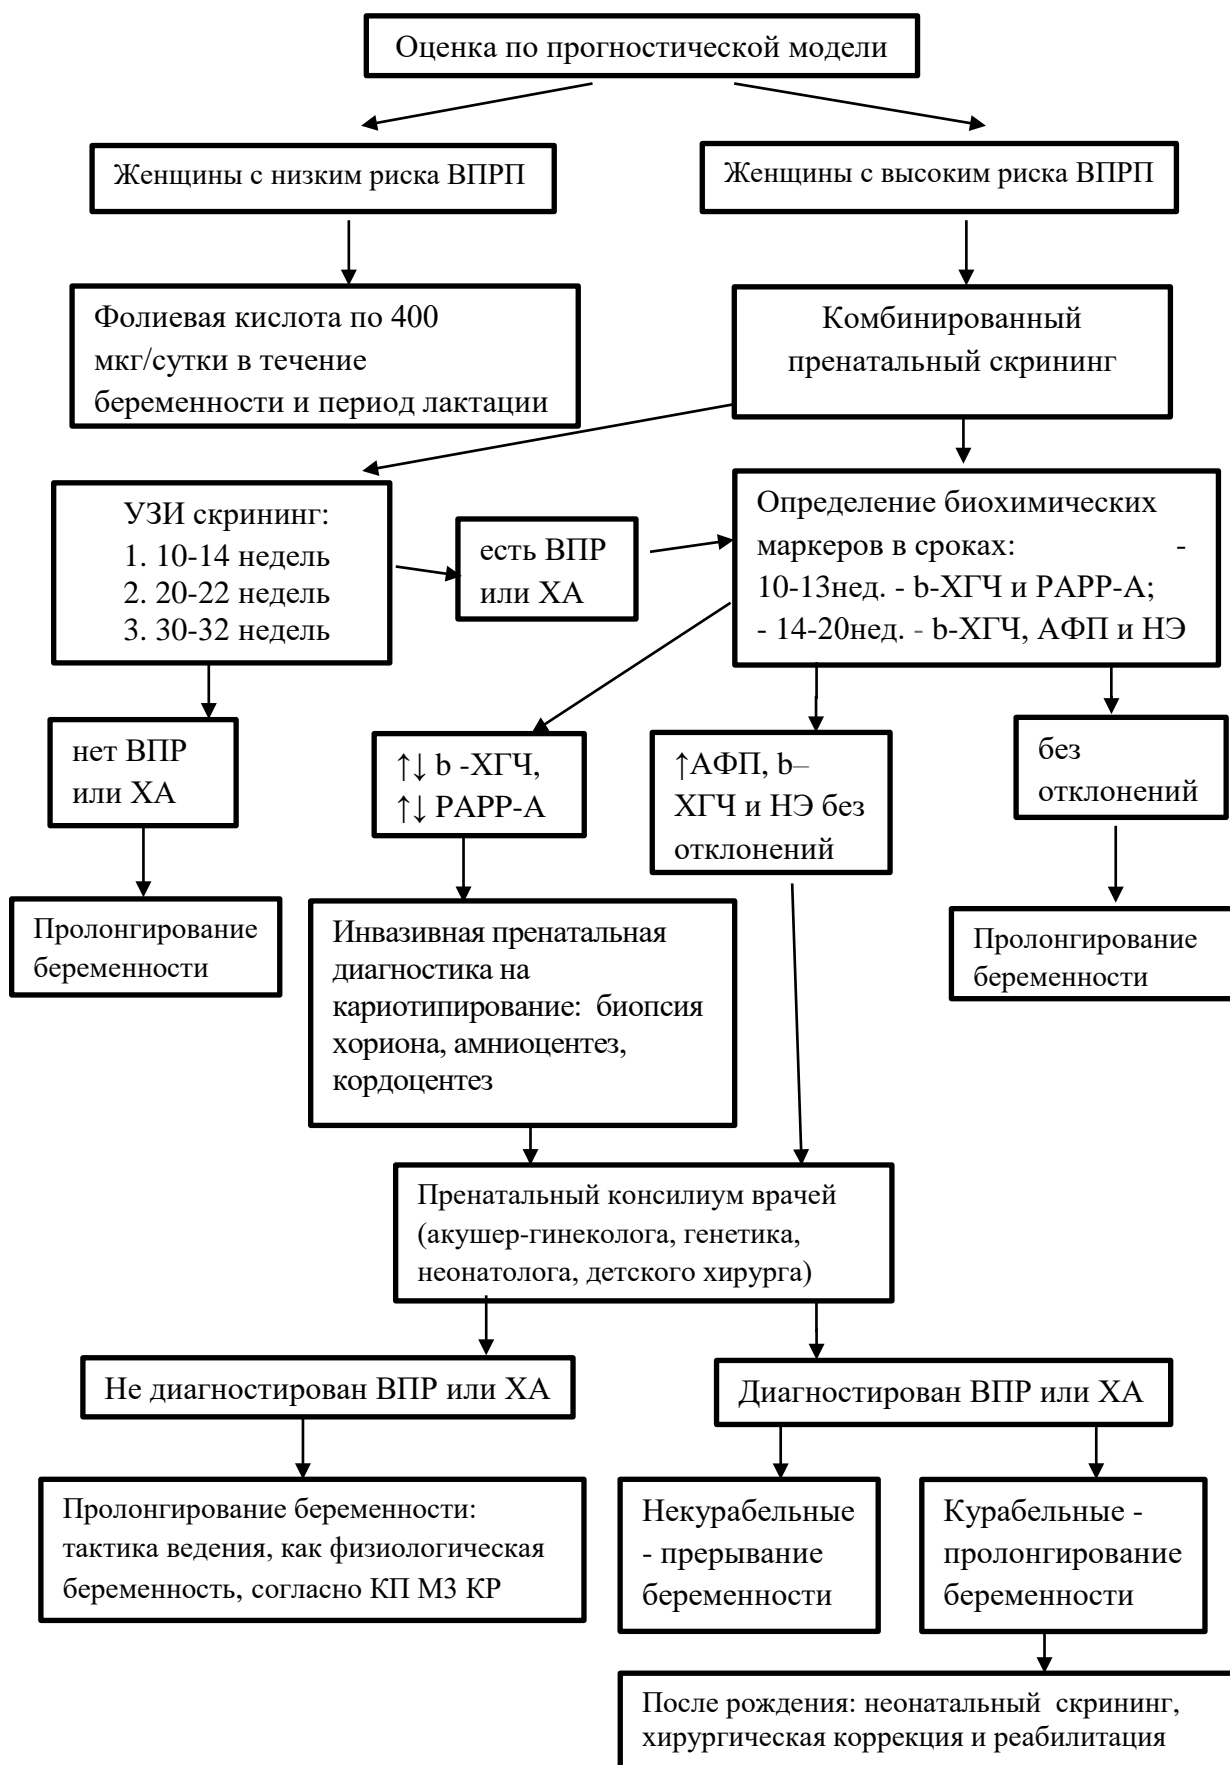 Оценка по прогностической модели
Женщины с низким риска ВПРП
Женщины с высоким риска ВПРП
Фолиевая кислота по 400
мкг/сутки в течение
беременности и период лактации
Комбинированный
пренатальный скрининг
УЗИ скрининг:
1. 10-14 недель
2. 20-22 недель
3. 30-32 недель
есть ВПР
или ХА
Определение биохимических
маркеров в сроках: -
10-13нед. - b-ХГЧ и РАРР-А;
- 14-20нед. - b-ХГЧ, АФП и НЭ
нет ВПР
или ХА
↑↓ b -ХГЧ,
↑↓ РАРР-А
↑АФП, b–
ХГЧ и НЭ без
отклонений
без
отклонений
Пролонгирование
беременности
Инвазивная пренатальная
диагностика на
кариотипирование: биопсия
хориона, амниоцентез,
кордоцентез
Пролонгирование
беременности
Пренатальный консилиум врачей
(акушер-гинеколога, генетика,
неонатолога, детского хирурга)
Не диагностирован ВПР или ХА
Диагностирован ВПР или ХА
Пролонгирование беременности:
тактика ведения, как физиологическая
беременность, согласно КП МЗ КР
Некурабельные
- прерывание
беременности
Курабельные -
пролонгирование
беременности
После рождения: неонатальный скрининг,
хирургическая коррекция и реабилитация